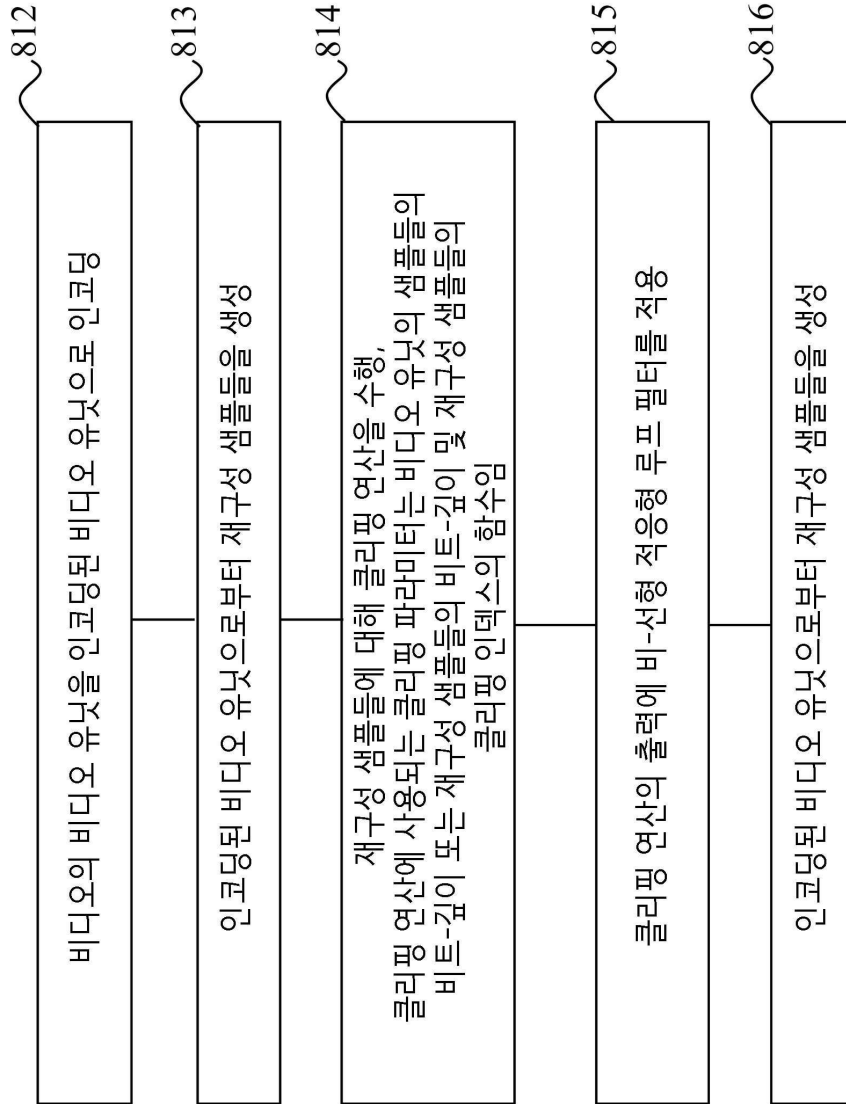 812
비디오의 비디오 유닛을 인코딩된 비디오 유닛으로 인코딩
813
인코딩된 비디오 유닛으로부터 재구성 샘플들을 생성
814
재구성 샘플들에 대해 클리핑 연산을 수행,
클리핑 연산에 사용되는 클리핑 파라미터는 비디오 유닛의 샘플들의
비트-깊이 또는 재구성 샘플들의 비트-깊이 및 재구성 샘플들의
클리핑 인덱스의 함수임
815
클리핑 연산의 출력에 비-선형 적응형 루프 필터를 적용
816
인코딩된 비디오 유닛으로부터 재구성 샘플들을 생성